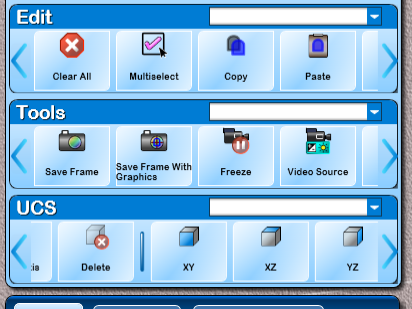 Edit
Clear All
Multiselect
Copy
Paste
Tools
Save Frame
Save Frame With
Graphics
Freeze
Video Source
UCS
Delete
XY
XZ
YZ